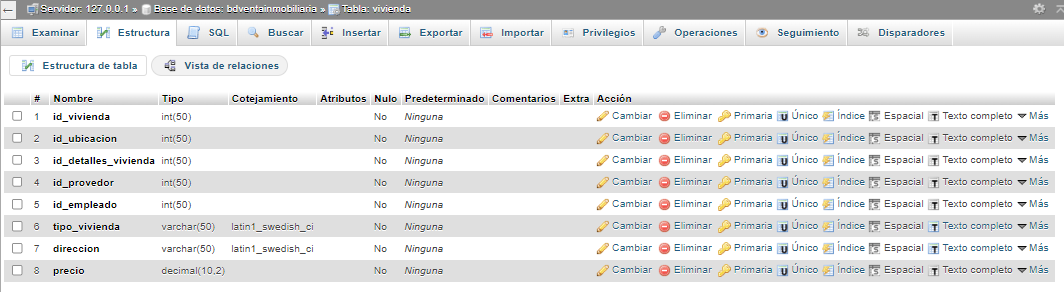 Servidor: 127.0.0.1 » Base de datos: bdventainmobiliaria » Tabla: vivienda
Examinar Estructura SQL Buscar Insertar Exportar Importar Privilegios Operaciones Seguimiento Disparadores
Estructura de tabla Vista de relaciones
# Nombre Tipo Cotejamiento Atributos Nulo Predeterminado Comentarios Extra Acción
1 id_vivienda int(50) No Ninguna Cambiar Eliminar Primaria Único Índice Espacial Texto completo Más
2 id_ubicacion int(50) No Ninguna Cambiar Eliminar Primaria Único Índice Espacial Texto completo Más
3 id_detalles_vivienda int(50) No Ninguna Cambiar Eliminar Primaria Único Índice Espacial Texto completo Más
4 id_provedor int(50) No Ninguna Cambiar Eliminar Primaria Único Índice Espacial Texto completo Más
5 id_empleado int(50) No Ninguna Cambiar Eliminar Primaria Único Índice Espacial Texto completo Más
6 tipo_vivienda varchar(50) latin1_swedish_ci No Ninguna Cambiar Eliminar Primaria Único Índice Espacial Texto completo Más
7 direccion varchar(50) latin1_swedish_ci No Ninguna Cambiar Eliminar Primaria Único Índice Espacial Texto completo Más
8 precio decimal(10,2) No Ninguna Cambiar Eliminar Primaria Único Índice Espacial Texto completo Más